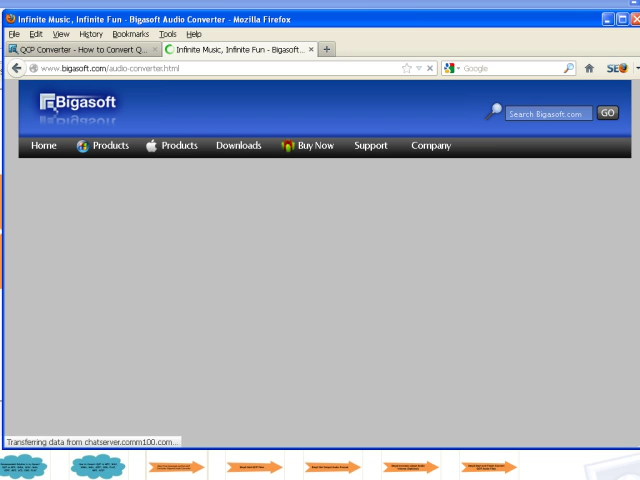 Infinite Music, Infinite Fun - Bigasoft Audio Converter - Mozilla Firefox
File Edit View History Bookmarks Tools Help
QCP Converter - How to Convert Q... × Infinite Music, Infinite Fun - Bigasoft... × +
www.bigasoft.com/audio-converter.html Google SEO
Bigasoft
Search Bigasoft.com GO
Home Products Products Downloads Buy Now Support Company
Transferring data from chatserver.comm100.com...